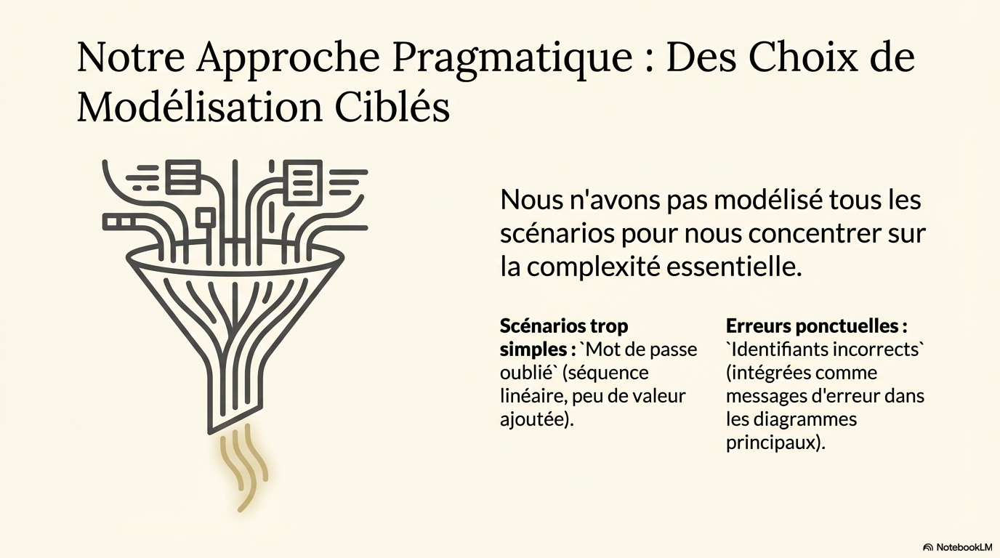 Notre Approche Pragmatique : Des Choix de
Modélisation Ciblés
Nous n'avons pas modélisé tous les
scénarios pour nous concentrer sur
la complexité essentielle.
Scénarios trop
simples : `Mot de passe
oublié` (séquence
linéaire, peu de valeur
ajoutée).
Erreurs ponctuelles :
`Identifiants incorrects`
(intégrées comme
messages d'erreur dans
les diagrammes
principaux).
NotebookLM